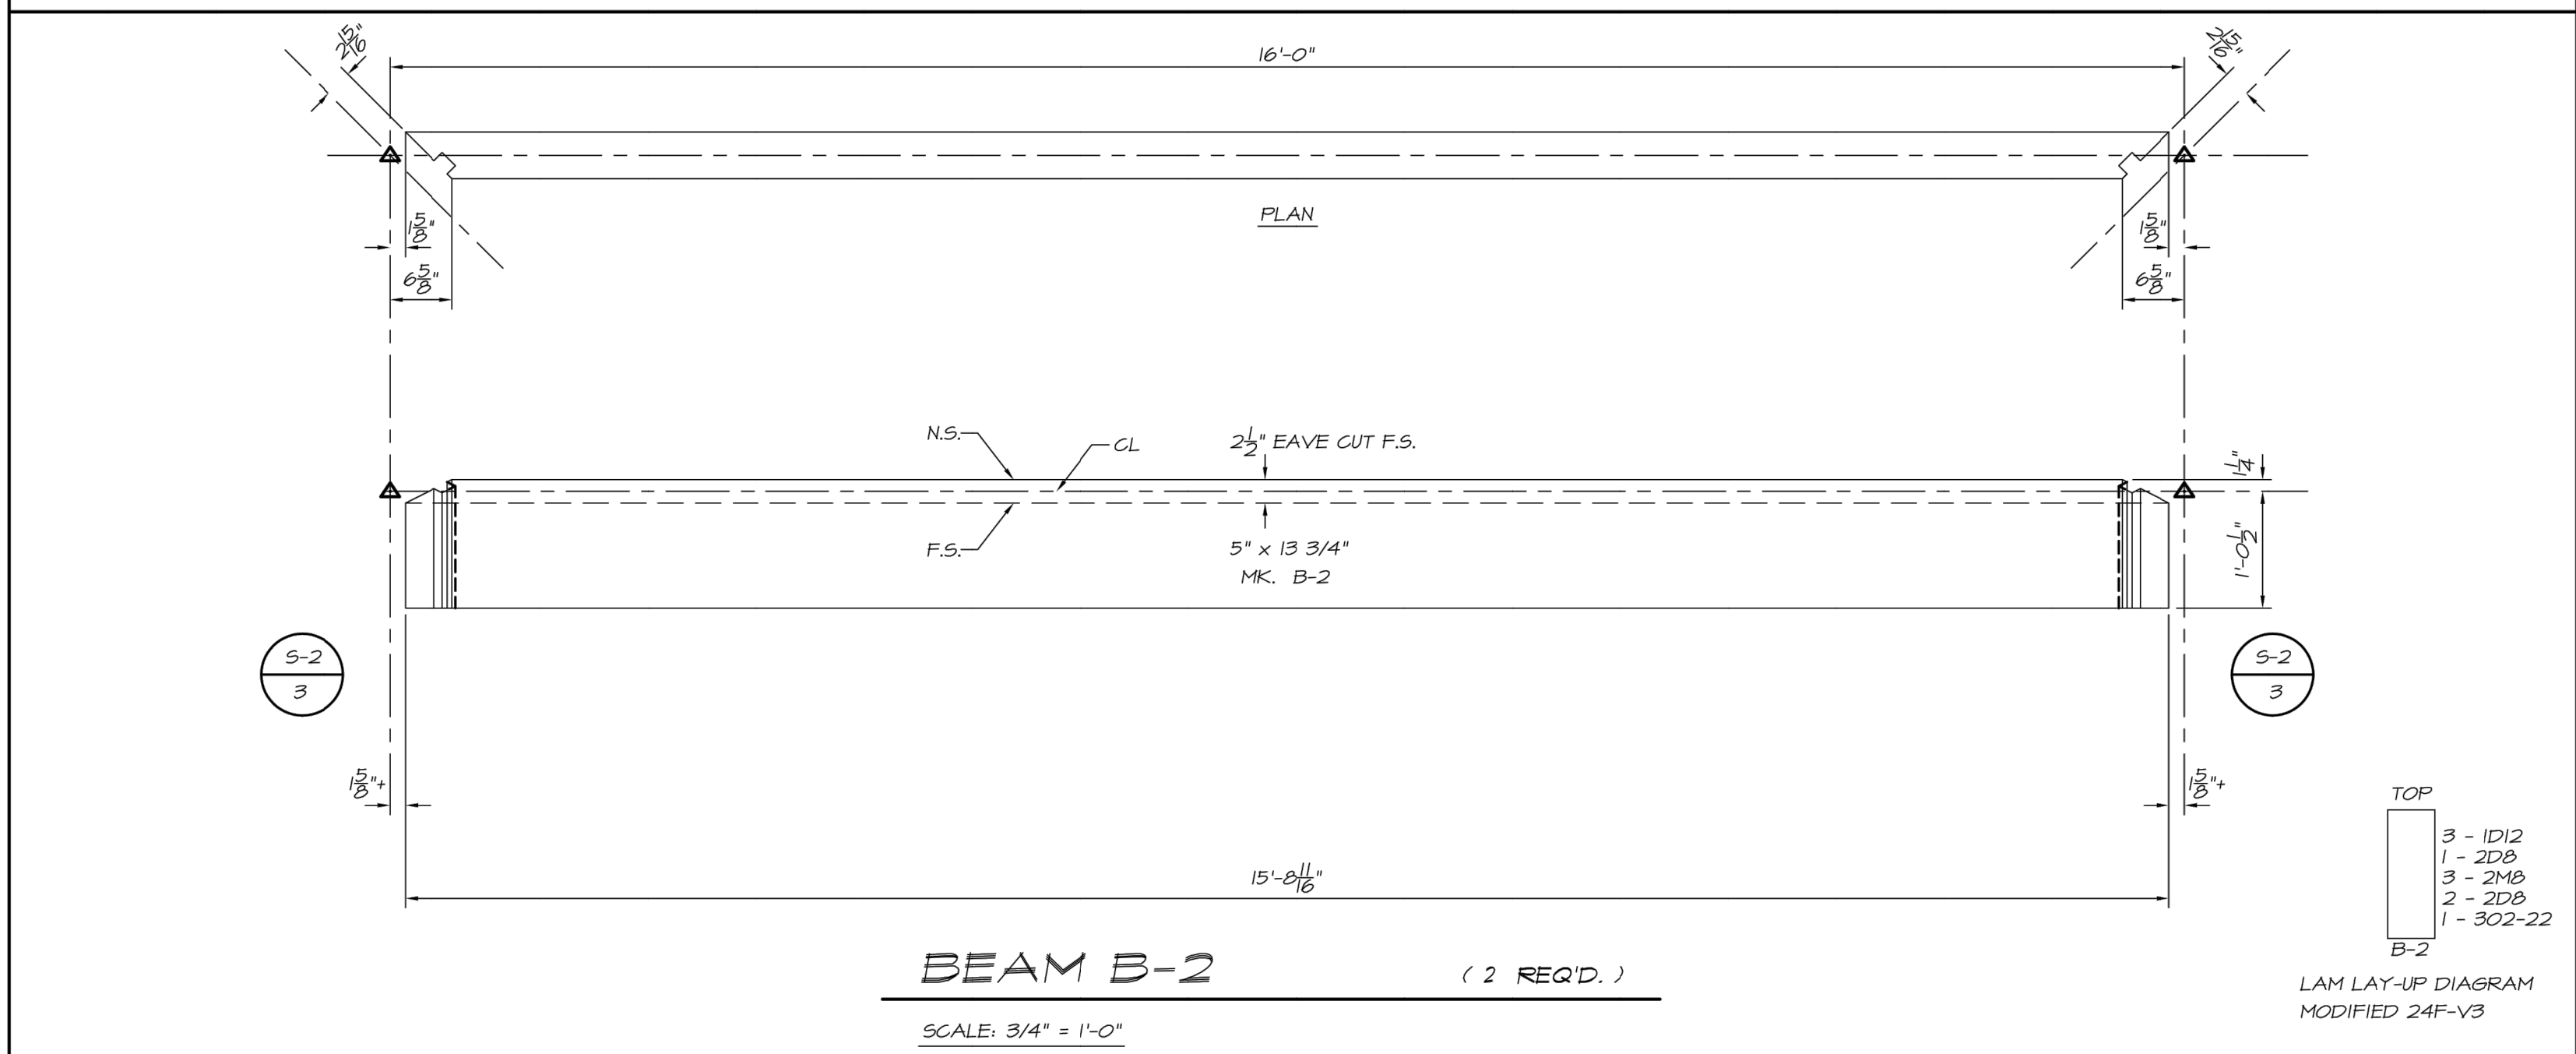 2 15/16"
16'-0"
2 15/16"
1 5/8"
6 5/8"
PLAN
1 5/8"
6 5/8"
N.S.
CL
2 1/2" EAVE CUT F.S.
1 1/4"
F.S.
5" x 13 3/4"
MK. B-2
1'-0 1/2"
S-2
3
S-2
3
1 5/8"+
1 5/8"+
15'-8 11/16"
TOP
3 - 1D12
1 - 2D8
3 - 2M8
2 - 2D8
1 - 302-22
B-2
LAM LAY-UP DIAGRAM
MODIFIED 24F-V3
BEAM B-2 ( 2 REQ'D. )
SCALE: 3/4" = 1'-0"